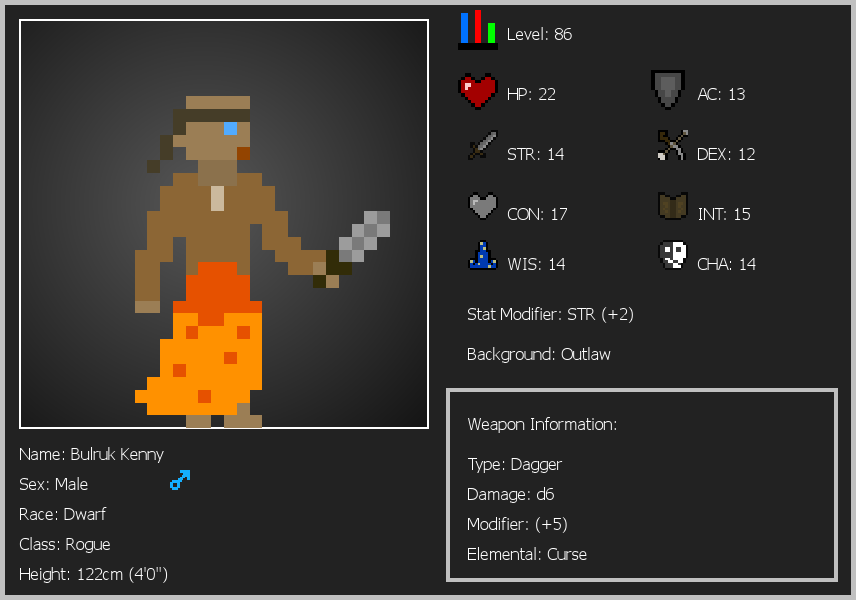 Level: 86
HP: 22
AC: 13
STR: 14
DEX: 12
CON: 17
INT: 15
WIS: 14
CHA: 14
Stat Modifier: STR (+2)
Background: Outlaw
Weapon Information:
Type: Dagger
Damage: d6
Modifier: (+5)
Elemental: Curse
Name: Bulruk Kenny
Sex: Male
Race: Dwarf
Class: Rogue
Height: 122cm (4'0")